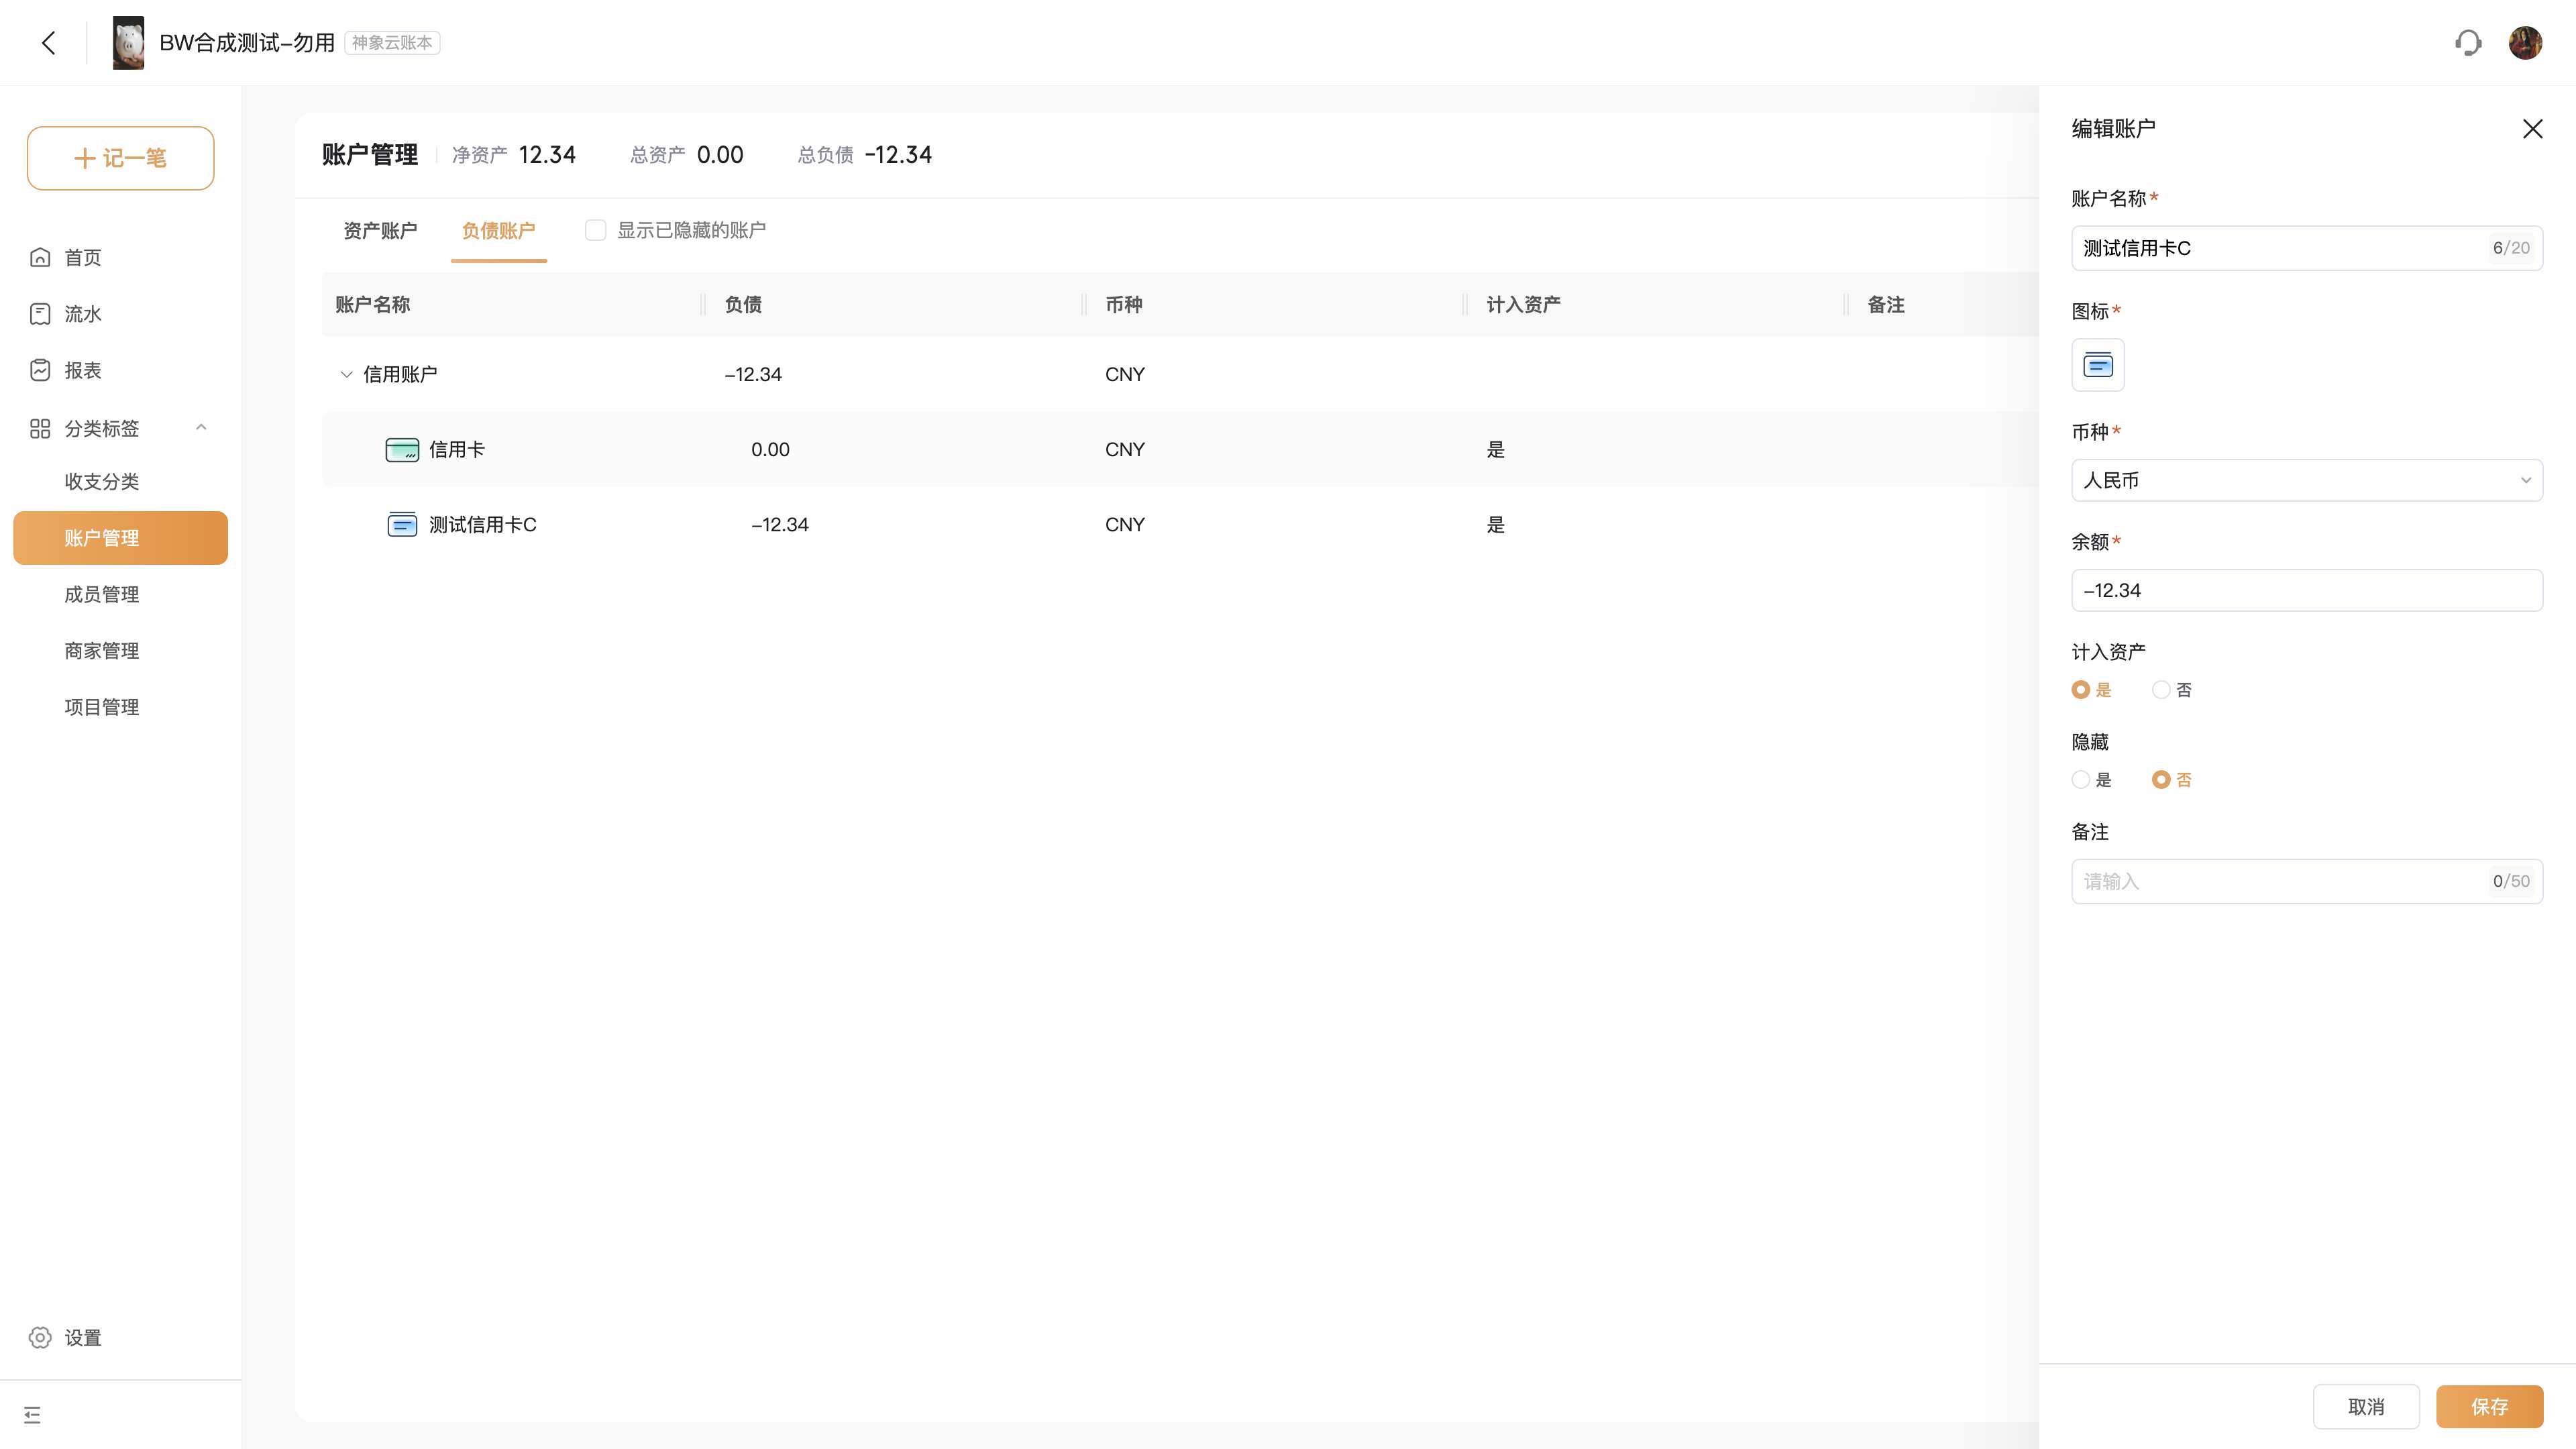 BW合成测试-勿用 神象云账本
记一笔
首页
流水
报表
分类标签
收支分类
账户管理
成员管理
商家管理
项目管理
设置
账户管理 净资产 12.34 总资产 0.00 总负债 -12.34
资产账户 负债账户 显示已隐藏的账户
账户名称 负债 币种 计入资产 备注
信用账户 -12.34 CNY
信用卡 0.00 CNY 是
测试信用卡C -12.34 CNY 是
编辑账户
账户名称*
测试信用卡C 6/20
图标*
币种*
人民币
余额*
-12.34
计入资产
是 否
隐藏
是 否
备注
请输入 0/50
取消 保存